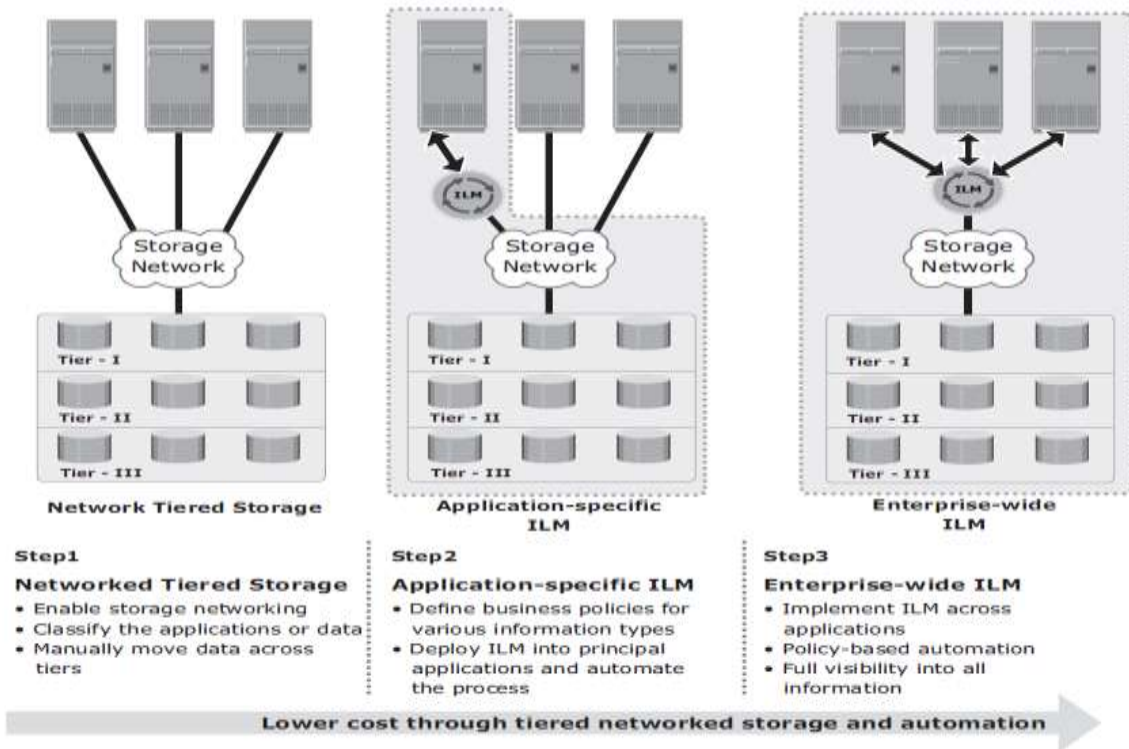 ILM
ILM
Storage
Network
Storage
Network
Storage
Network
Tier - I
Tier - II
Tier - III
Tier - I
Tier - II
Tier - III
Tier - I
Tier - II
Tier - III
Network Tiered Storage
Application-specific
ILM
Enterprise-wide
ILM
Step1
Networked Tiered Storage
• Enable storage networking
• Classify the applications or data
• Manually move data across
tiers
Step2
Application-specific ILM
• Define business policies for
various information types
• Deploy ILM into principal
applications and automate
the process
Step3
Enterprise-wide ILM
• Implement ILM across
applications
• Policy-based automation
• Full visibility into all
information
Lower cost through tiered networked storage and automation